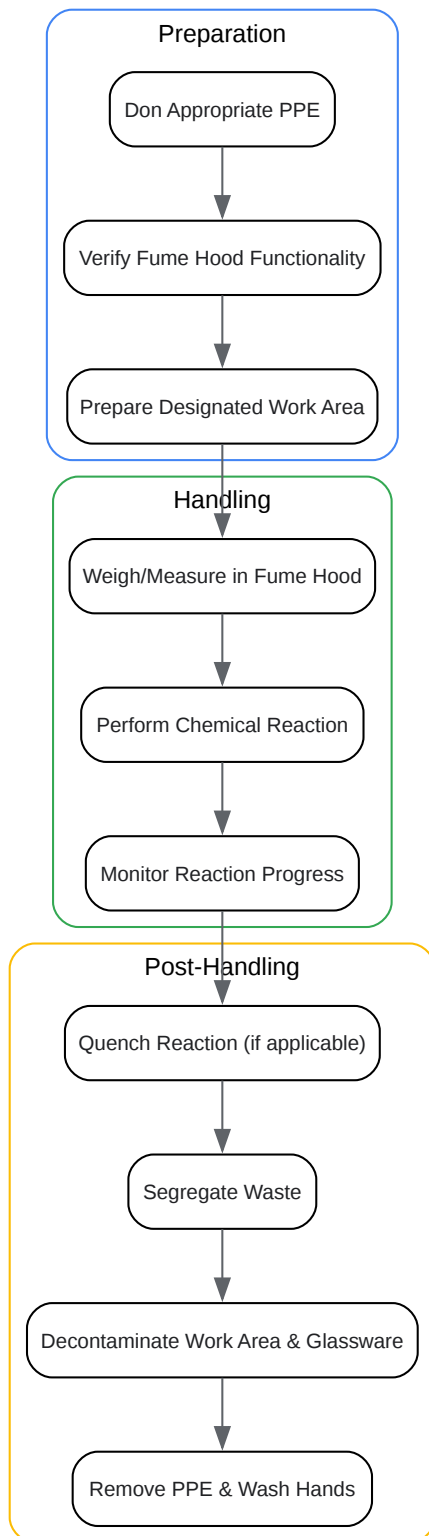 Preparation
Don Appropriate PPE
Verify Fume Hood Functionality
Prepare Designated Work Area
Handling
Weigh/Measure in Fume Hood
Perform Chemical Reaction
Monitor Reaction Progress
Post-Handling
Quench Reaction (if applicable)
Segregate Waste
Decontaminate Work Area & Glassware
Remove PPE & Wash Hands